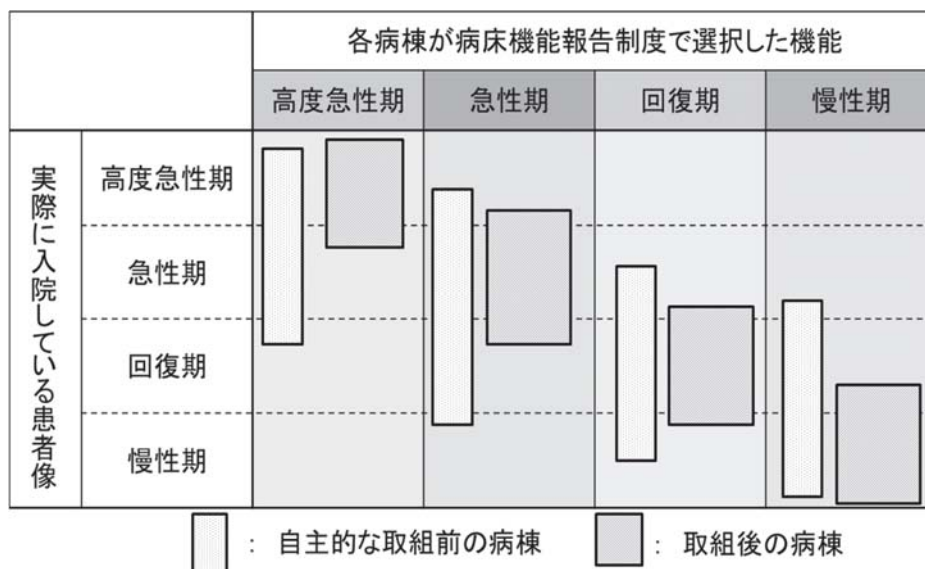 各病棟が病床機能報告制度で選択した機能
高度急性期 急性期 回復期 慢性期
実際に入院している患者像
高度急性期
急性期
回復期
慢性期
： 自主的な取組前の病棟 ： 取組後の病棟